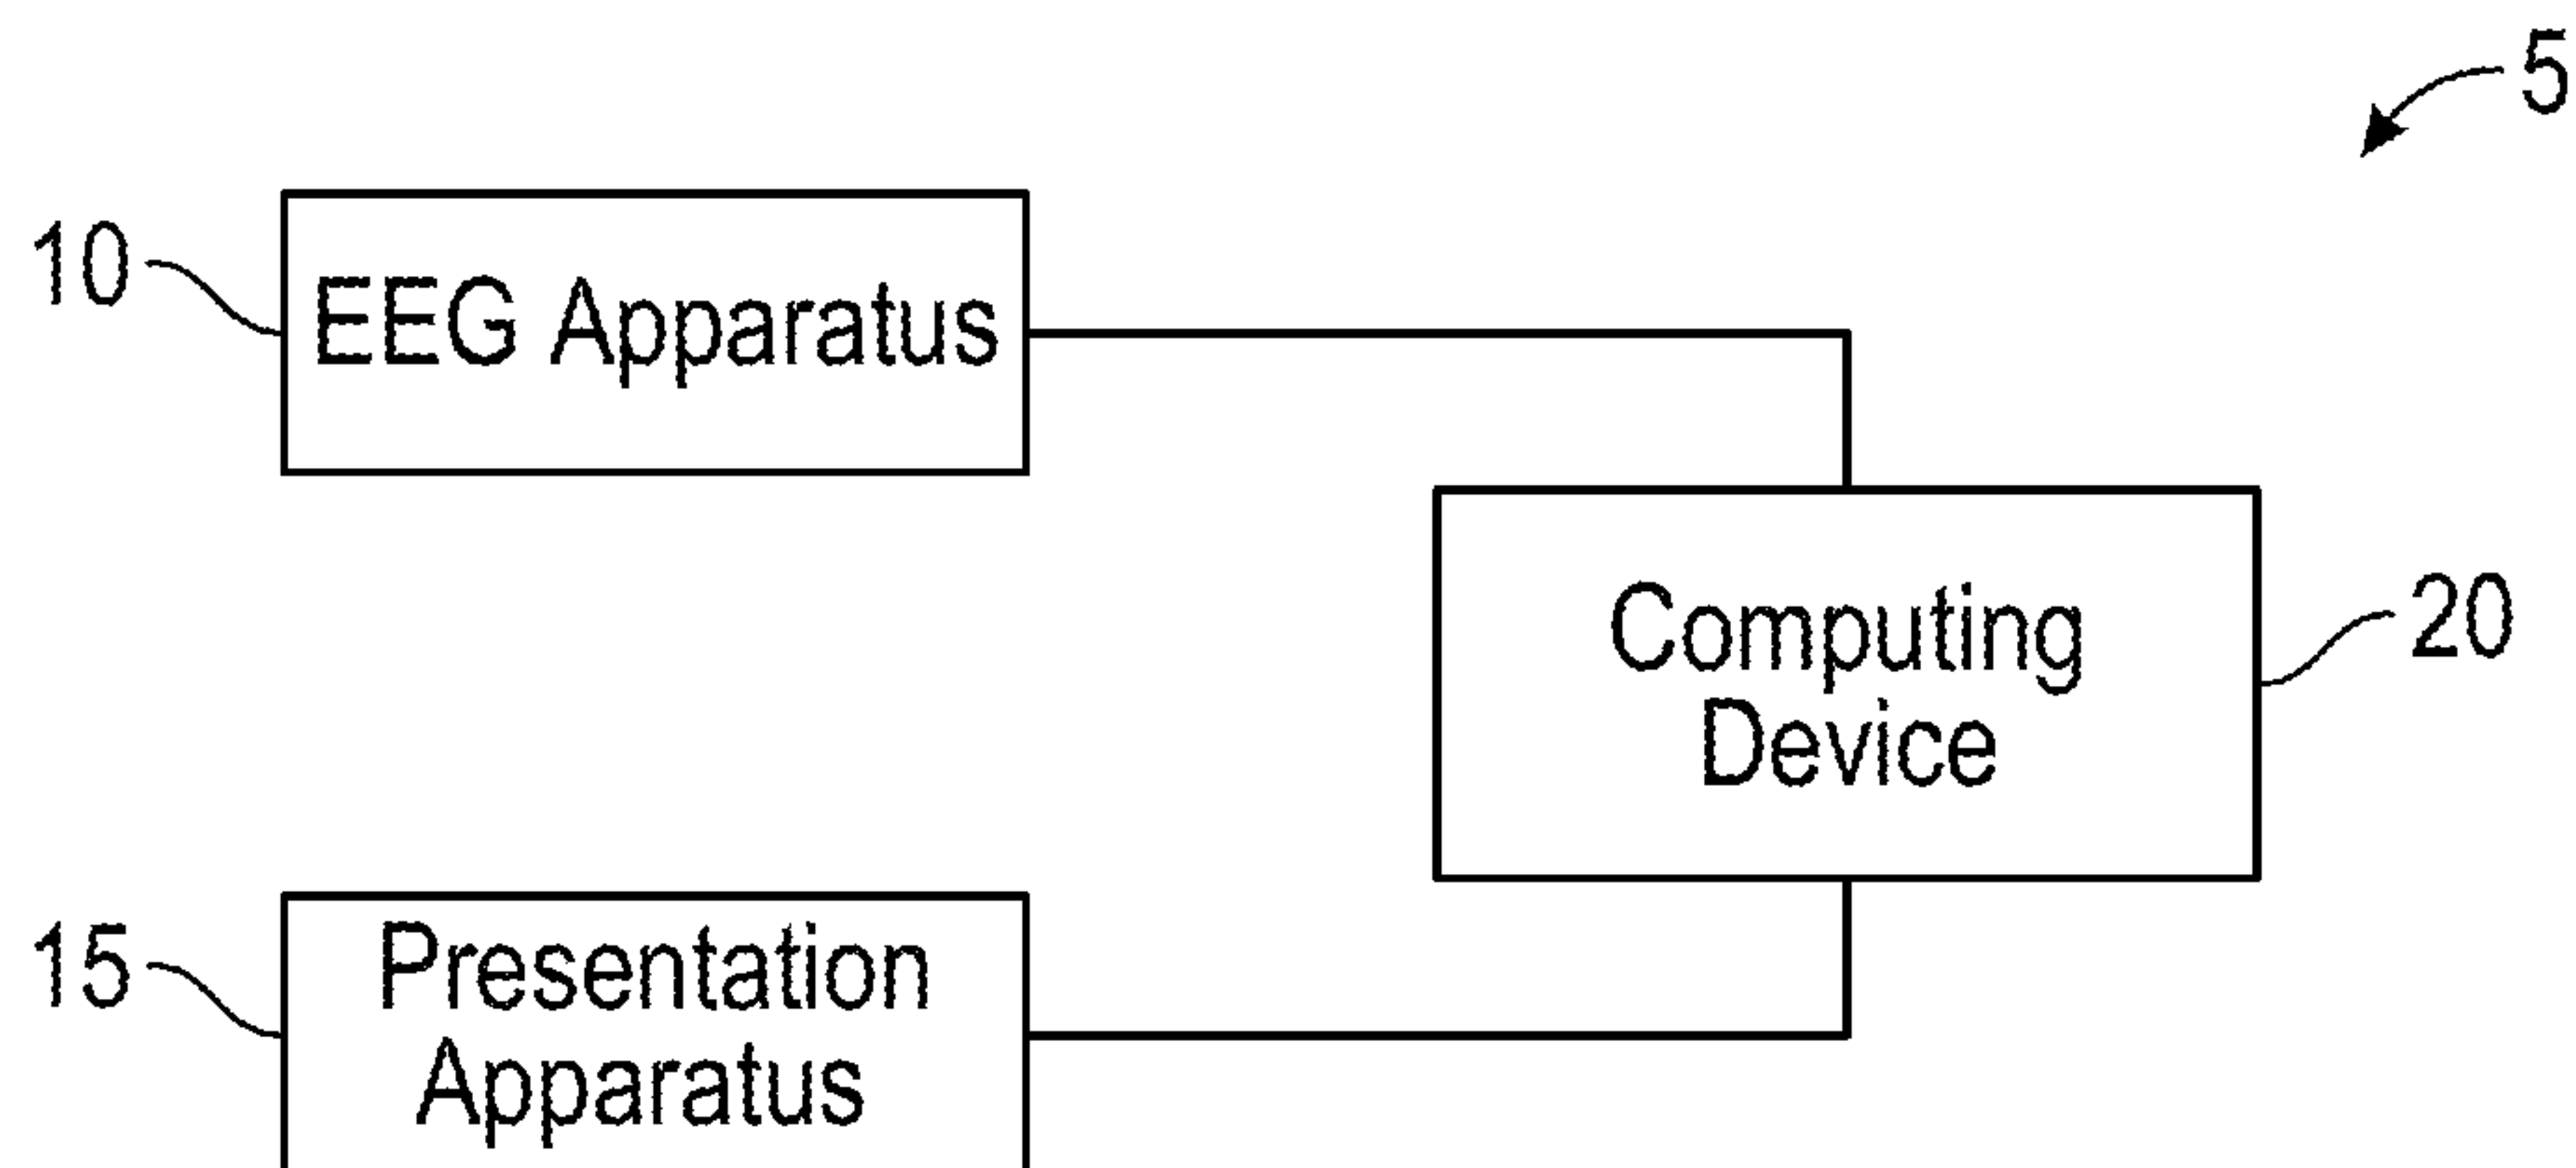 5
10
EEG Apparatus
Computing
Device
20
15
Presentation
Apparatus